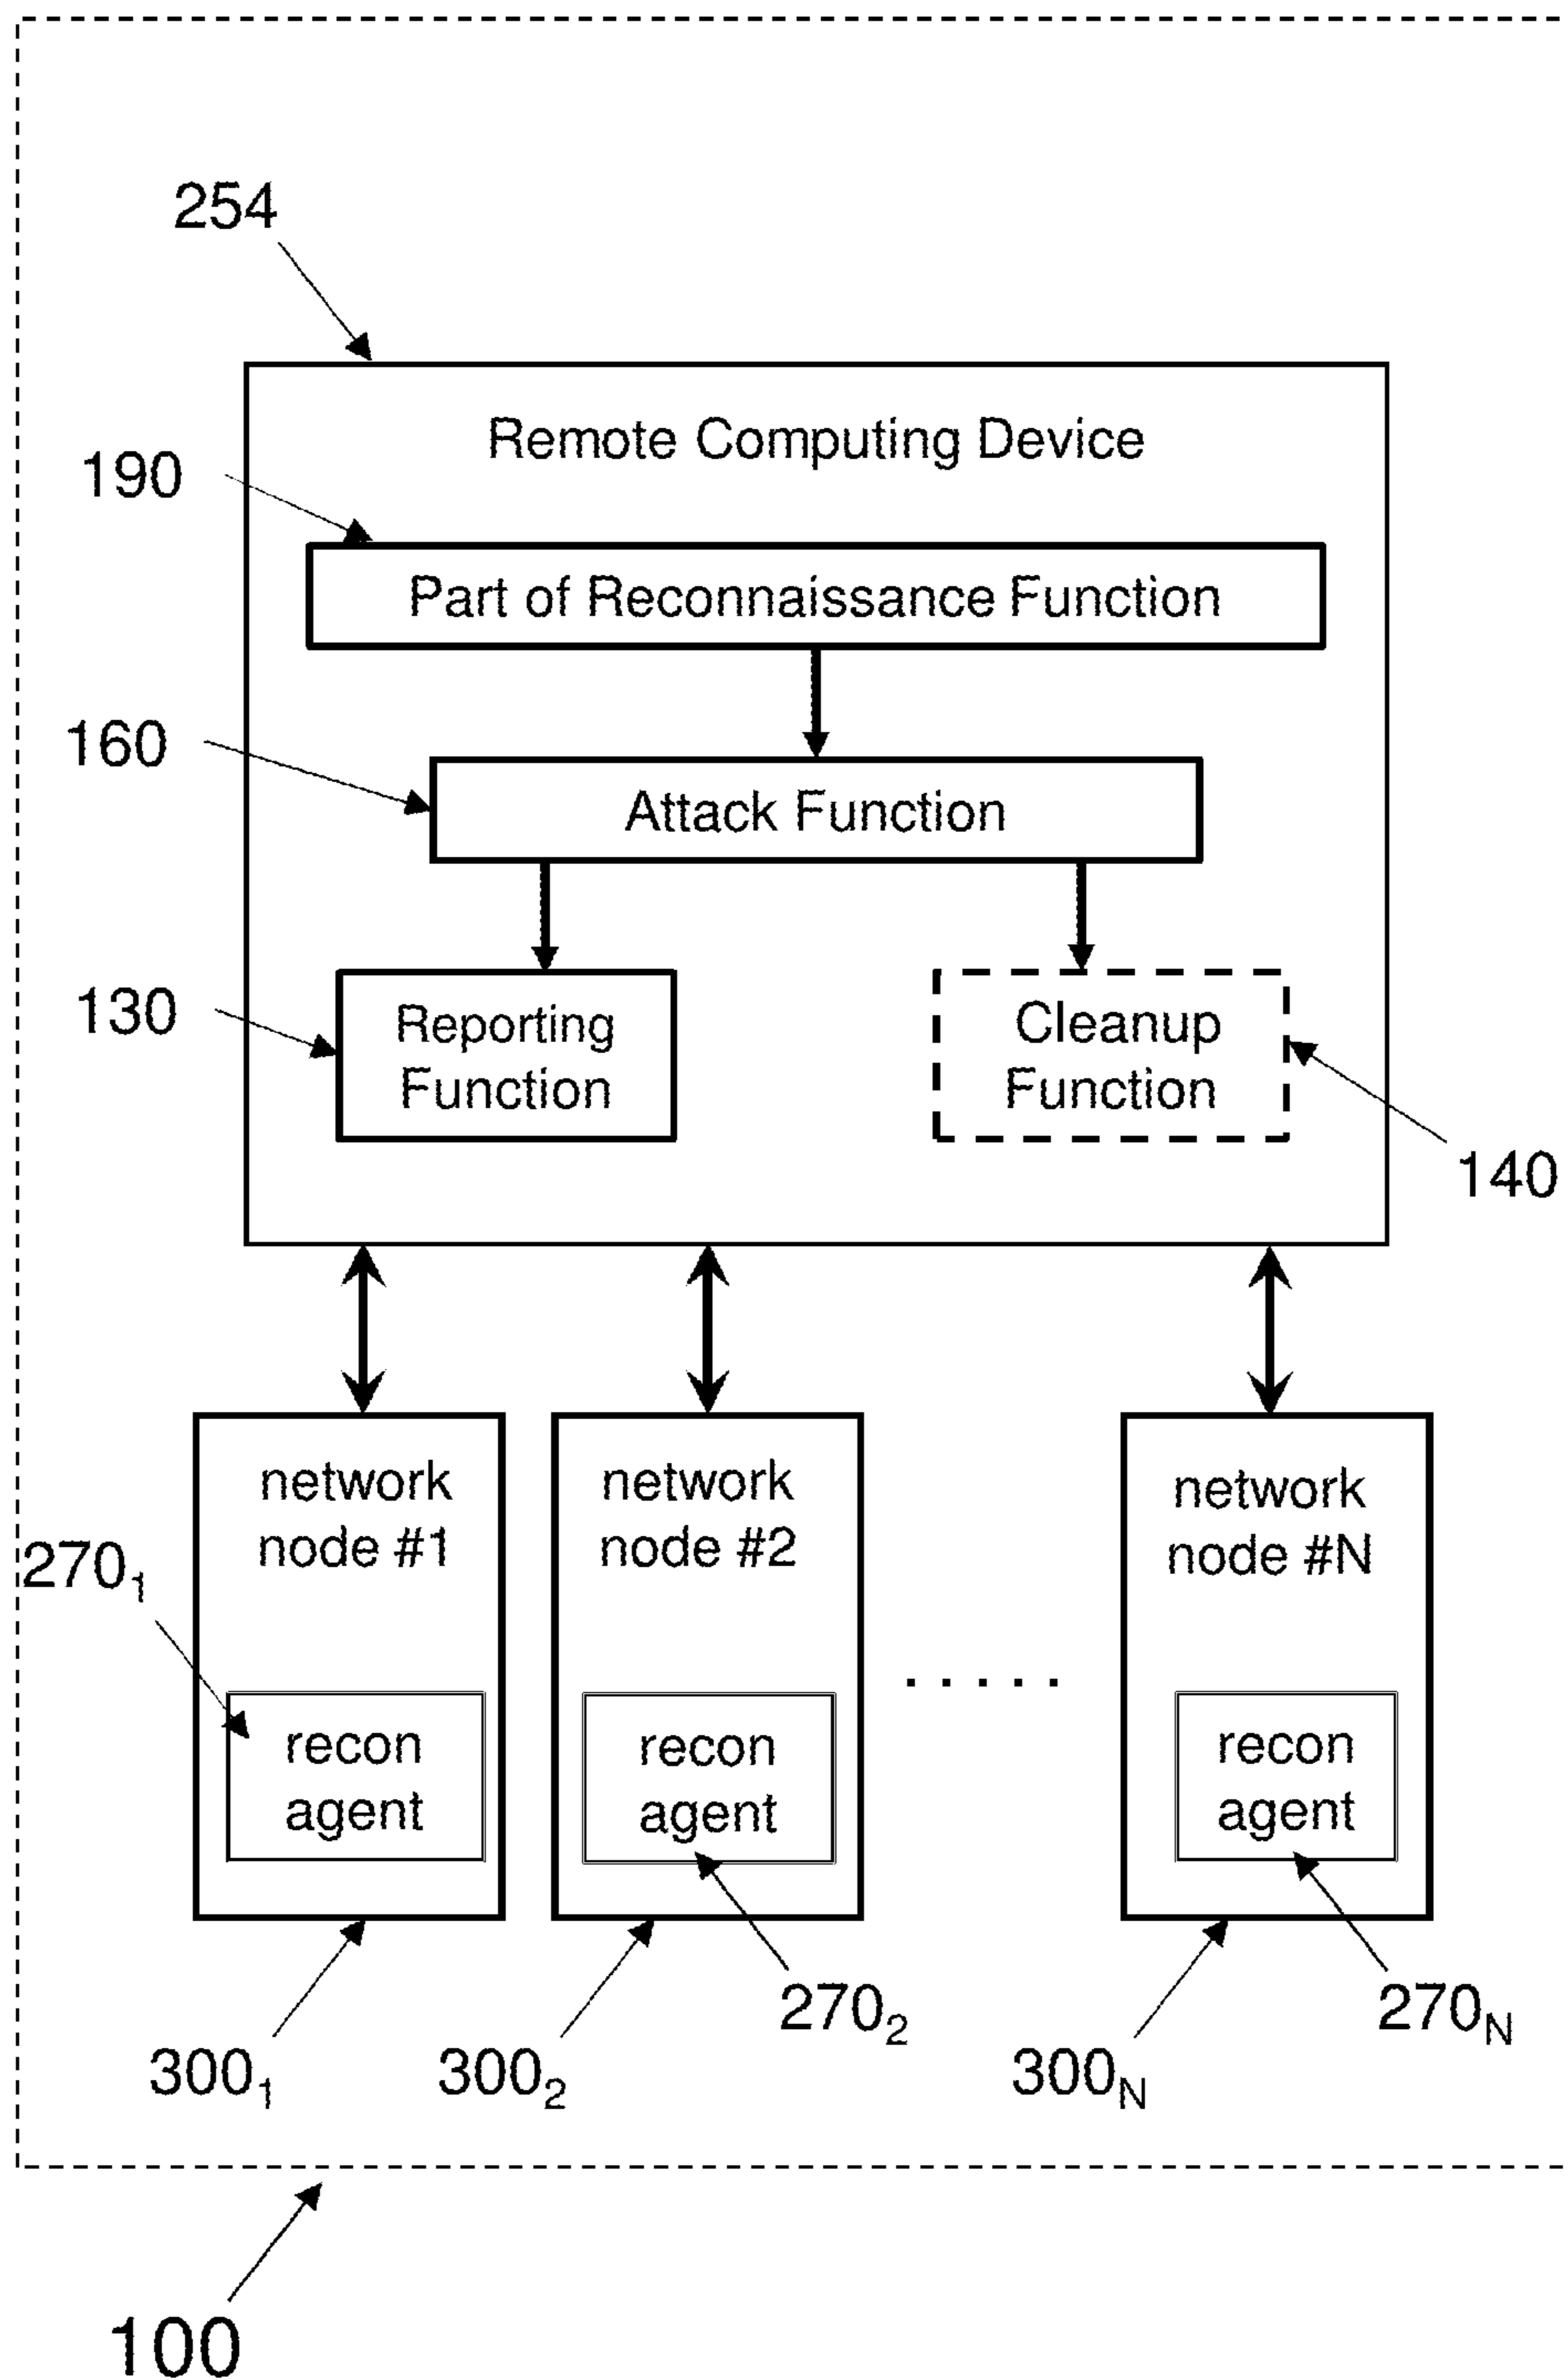 254
Remote Computing Device
190
Part of Reconnaissance Function
160
Attack Function
130
Reporting
Function
Cleanup
Function
140
network
node #1
network
node #2
network
node #N
270₁
recon
agent
recon
agent
.....
recon
agent
270₂
270N
300₁
300₂
300N
100